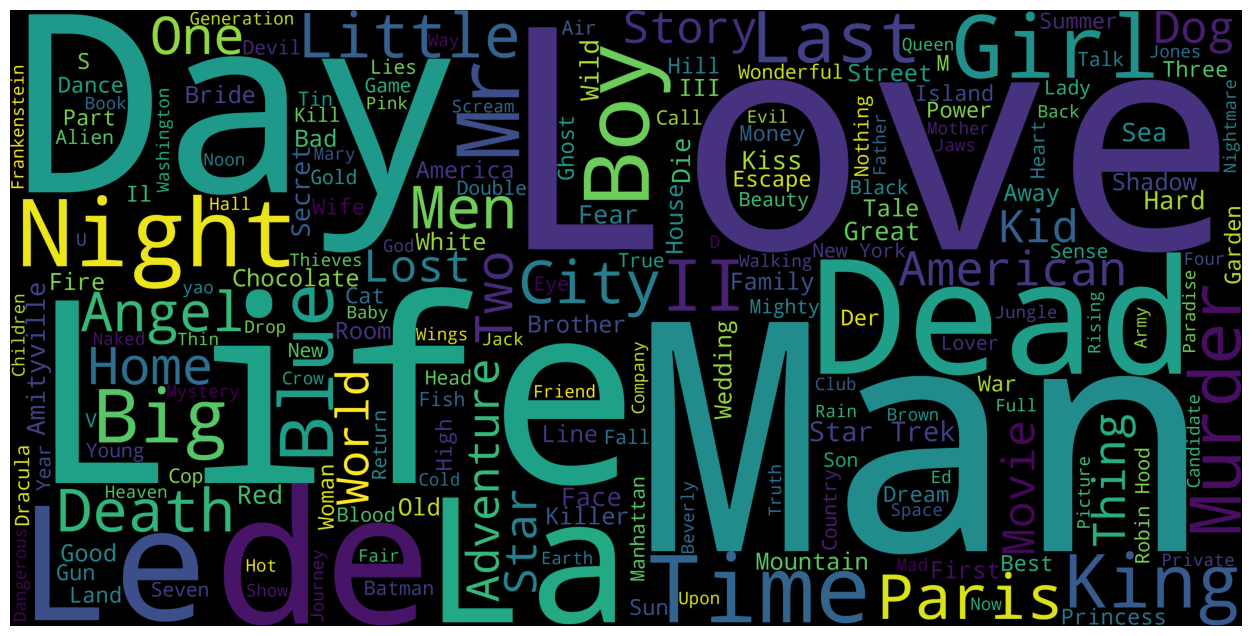 Day
Love
Life
Man
Dead
Le
de
La
Night
Girl
Boy
Little
Mr
Last
Story
One
Men
City
II
American
Murder
King
Time
Paris
Movie
Thing
Big
Blue
World
Death
Angel
Home
Lost
Two
Adventure
Star
Star Trek
Kid
Dog
Generation
Devil
Way
Air
Summer
Queen
M
Talk
Jones
Three
Frankenstein
S
Dance
Book
Part
Alien
Washington
Bride
Noon
Tin
Lies
Game
Pink
Kill
Bad
Mary
Gold
Secret
Wife
Scream
America
Double
Ghost
Wild
Hill
III
Call
Die
House
Fear
Wonderful
Evil
Money
Kiss
Escape
Beauty
Street
Island
Power
Mother
Jaws
Nothing
Father
Heart
Lady
Back
Sea
Shadow
Hard
Nightmare
Black
Tale
Great
Away
Garden
Il
Hall
U
God
White
Thieves
Fire
Chocolate
True
D
New York
Walking
Family
Mighty
Sense
Four
Children
Amityville
yao
Naked
Thin
Drop
Cat
Baby
Room
New
Crow
Wings
Jack
Eye
Brother
Friend
Company
Wedding
Der
Jungle
Lover
Rising
Army
Paradise
Mystery
V
Young
Year
Dracula
Head
Fish
High
Line
Fall
Club
Rain
Brown
War
Full
Candidate
Heaven
Cop
Red
Return
Cold
Woman
Blood
Old
Face
Killer
Manhattan
Beverly
Truth
Son
Country
Ed
Dream
Space
Picture
Robin Hood
Good
Gun
Land
Dangerous
Seven
Hot
Show
Journey
Fair
Batman
Earth
Sun
Upon
Mountain
Mad
First
Best
Now
Private
Princess